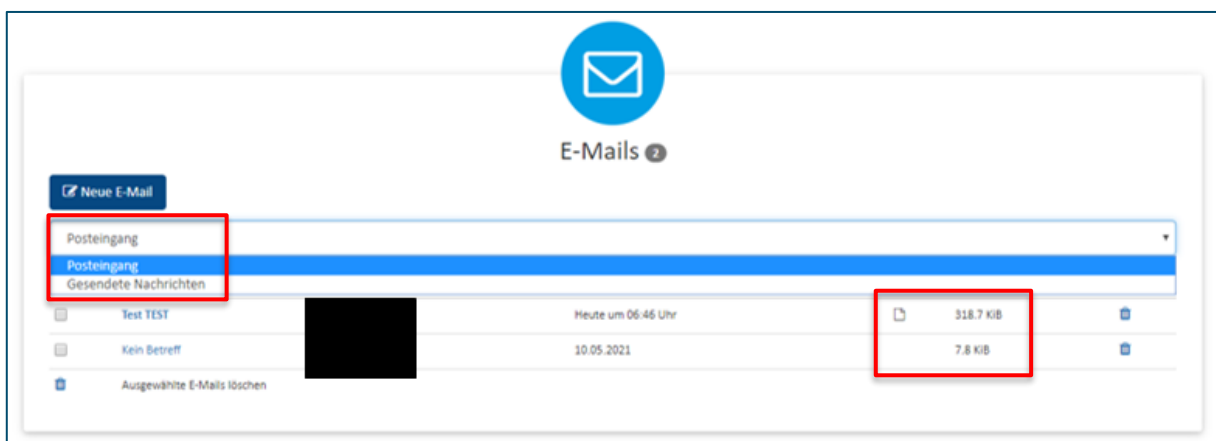 E-Mails 2
Neue E-Mail
Posteingang
Posteingang
Gesendete Nachrichten
Test TEST Heute um 06:46 Uhr 318.7 KiB
Kein Betreff 10.05.2021 7.8 KiB
Ausgewählte E-Mails löschen